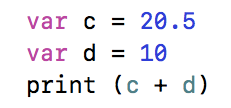 var c = 20.5
var d = 10
print (c + d)